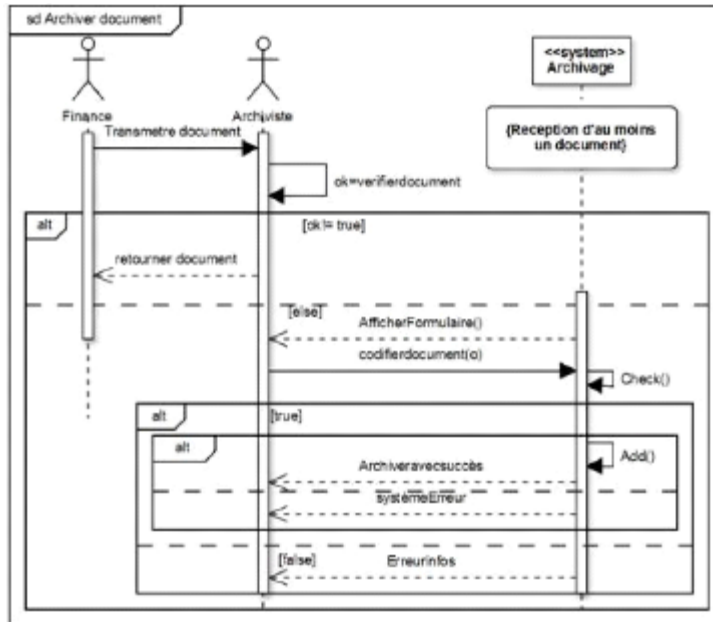 sd Archiver document
<<system>>
Archivage
Finance
Archiviste
{Reception d'au moins
un document}
Transmetre document
ok=verifierdocument
alt
[ok!= true]
retourner document
[else]
AfficherFormulaire()
codifierdocument(o)
Check()
alt
[true]
alt
Add()
Archiveravecsuccès
systèmeErreur
[false]
Erreurinfos